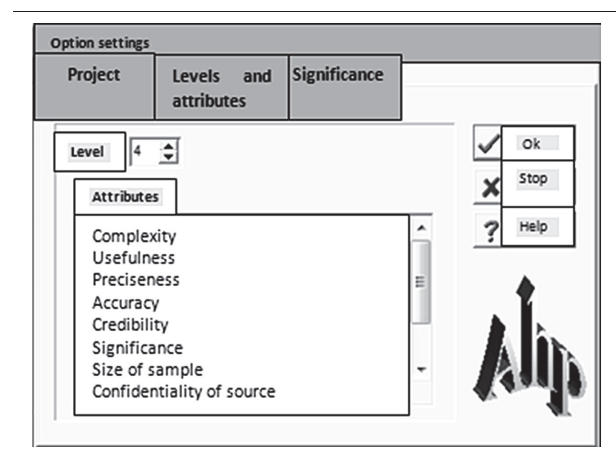 Option settings
Project
Levels and
attributes
Significance
Level
4
Attributes
Complexity
Usefulness
Preciseness
Accuracy
Credibility
Significance
Size of sample
Confidentiality of source
Ok
Stop
? Help
Ahp